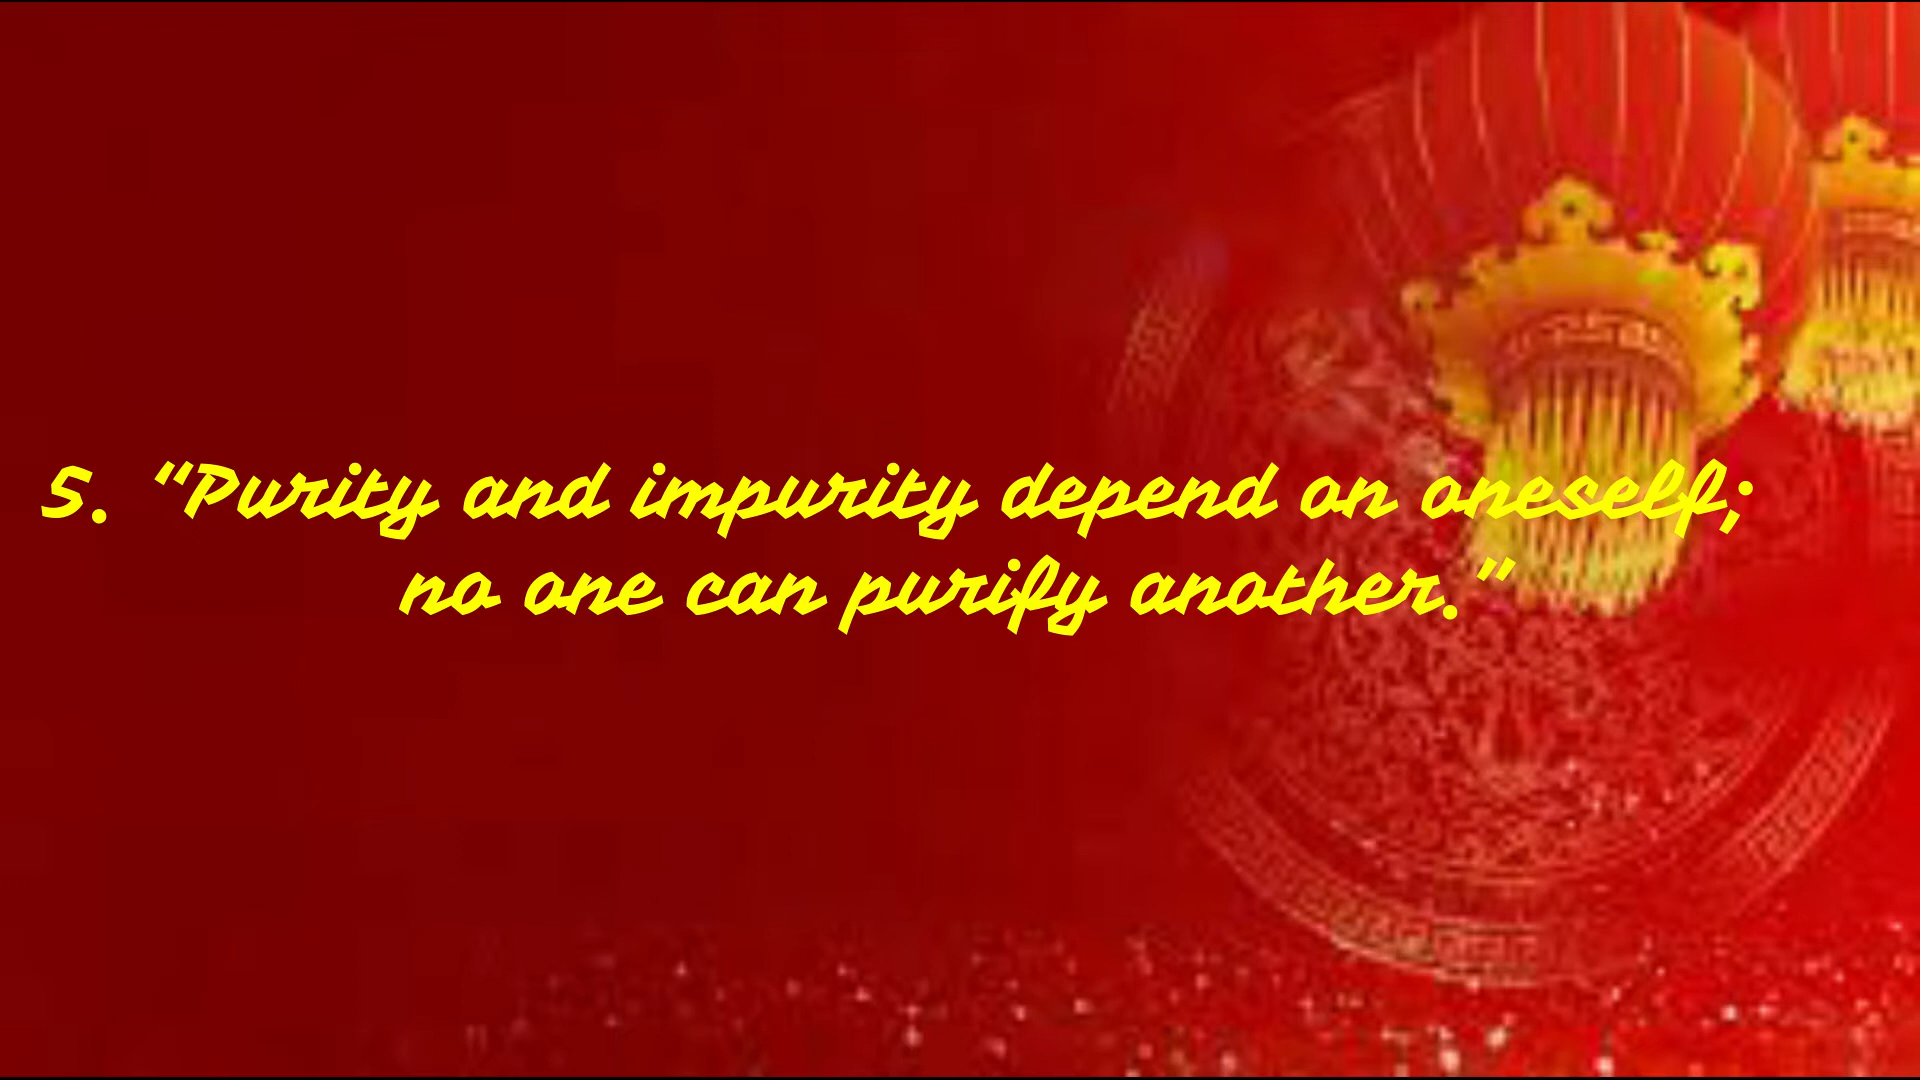 5. “Purity and impurity depend on oneself;
no one can purify another.”